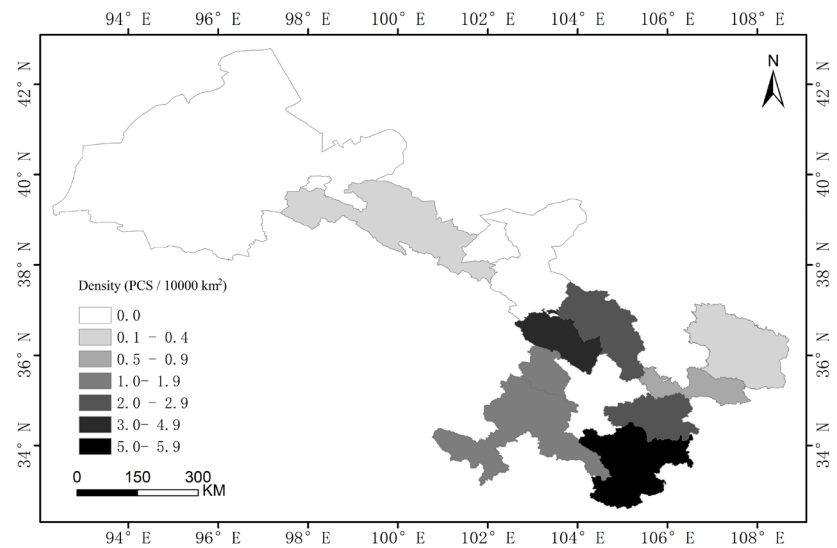 94° E 96° E 98° E 100° E 102° E 104° E 106° E 108° E
N
42° N 42° N
40° N 40° N
38° N 38° N
Density (PCS / 10000 km²)
0.0
0.1 - 0.4
0.5 - 0.9
36° N 36° N
1.0- 1.9
2.0 - 2.9
3.0- 4.9
5.0- 5.9
34° N 34° N
0 150 300
KM
94° E 96° E 98° E 100° E 102° E 104° E 106° E 108° E